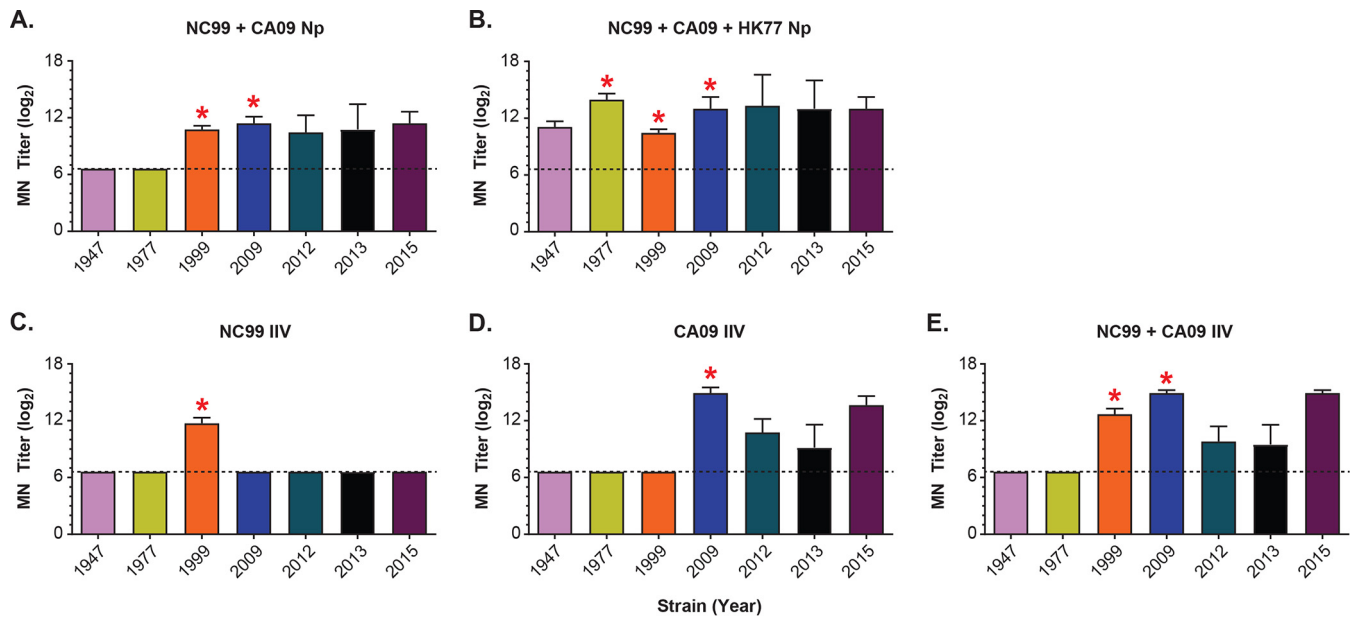 A.
NC99 + CA09 Np
MN Titer (log2)
18
12
6
0
* *
1947 1977 1999 2009 2012 2013 2015
B.
NC99 + CA09 + HK77 Np
MN Titer (log2)
18
12
6
0
* * *
1947 1977 1999 2009 2012 2013 2015
C.
NC99 IIV
MN Titer (log2)
18
12
6
0
*
1947 1977 1999 2009 2012 2013 2015
D.
CA09 IIV
MN Titer (log2)
18
12
6
0
*
1947 1977 1999 2009 2012 2013 2015
E.
NC99 + CA09 IIV
MN Titer (log2)
18
12
6
0
* *
1947 1977 1999 2009 2012 2013 2015
Strain (Year)